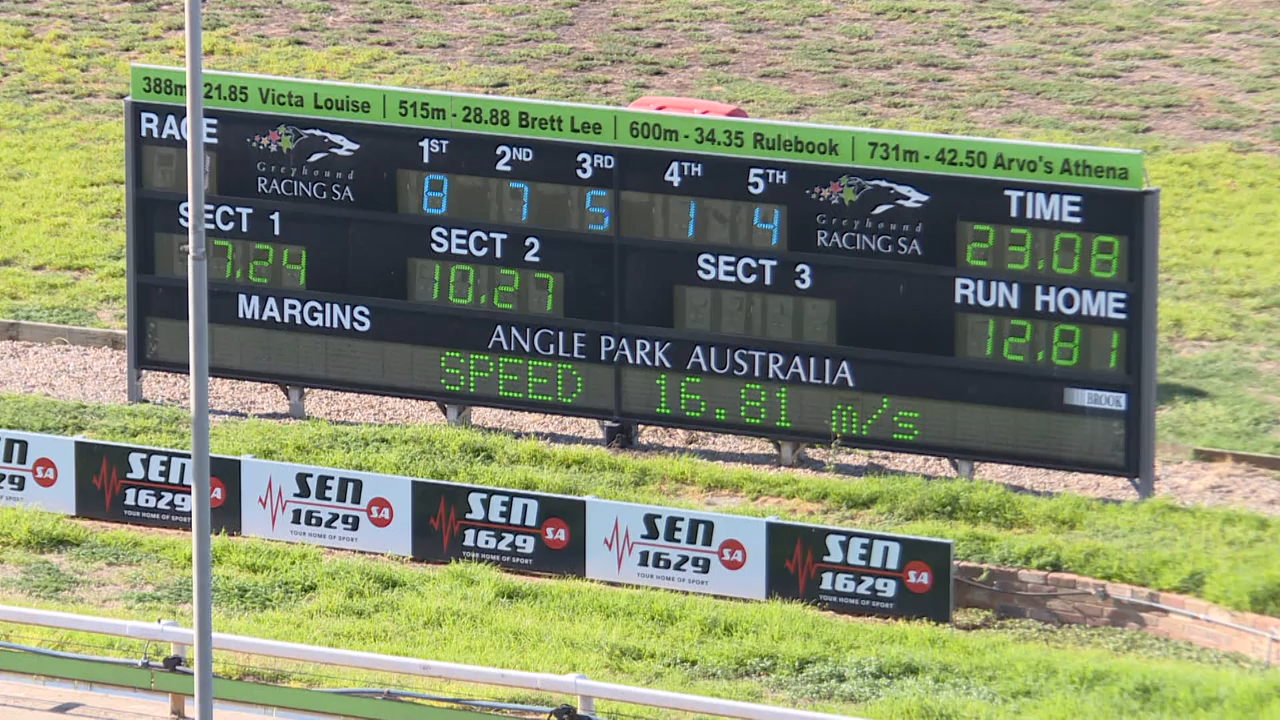 388m 21.85 Victa Louise | 515m - 28.88 Brett Lee | 600m - 34.35 Rulebook | 731m - 42.50 Arvo's Athena
RACE
Greyhound
RACING SA
1ST 2ND 3RD 4TH 5TH
8 7 5 1 4
Greyhound
RACING SA
TIME
23.08
SECT 1
7.24
SECT 2
10.27
SECT 3
RUN HOME
12.81
MARGINS
ANGLE PARK AUSTRALIA
SPEED 16.81 m/s
BROOK
29 SA
SEN
1629 SA
YOUR HOME OF SPORT
SEN
1629 SA
YOUR HOME OF SPORT
SEN
1629 SA
YOUR HOME OF SPORT
SEN
1629 SA
YOUR HOME OF SPORT
SEN
1629 SA
YOUR HOME OF SPORT